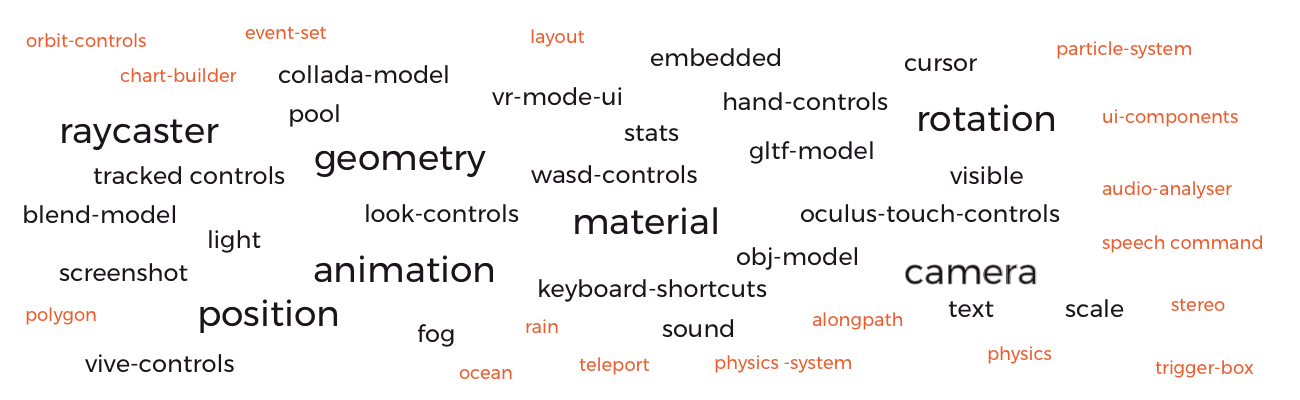 orbit-controls
event-set
layout
embedded
cursor
particle-system
chart-builder
collada-model
vr-mode-ui
hand-controls
rotation
ui-components
pool
raycaster
stats
geometry
gltf-model
tracked controls
wasd-controls
visible
audio-analyser
blend-model
look-controls
material
oculus-touch-controls
light
speech command
screenshot
animation
obj-model
camera
keyboard-shortcuts
polygon
position
fog
rain
sound
alongpath
text
scale
stereo
vive-controls
ocean
teleport
physics -system
physics
trigger-box